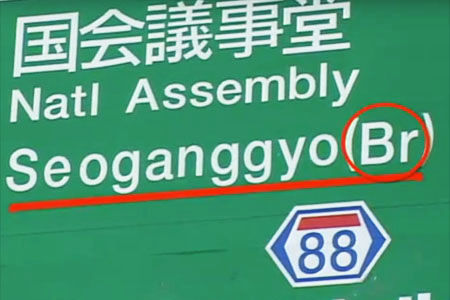 国会議事堂
Natl Assembly
Seoganggyo(Br)
88